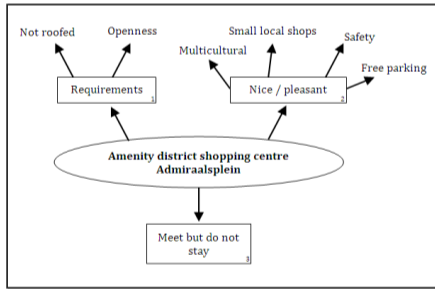 Not roofed
Openness
Small local shops
Safety
Multicultural
Free parking
Requirements
1
Nice / pleasant
2
Amenity district shopping centre
Admiraalsplein
Meet but do not
stay
3